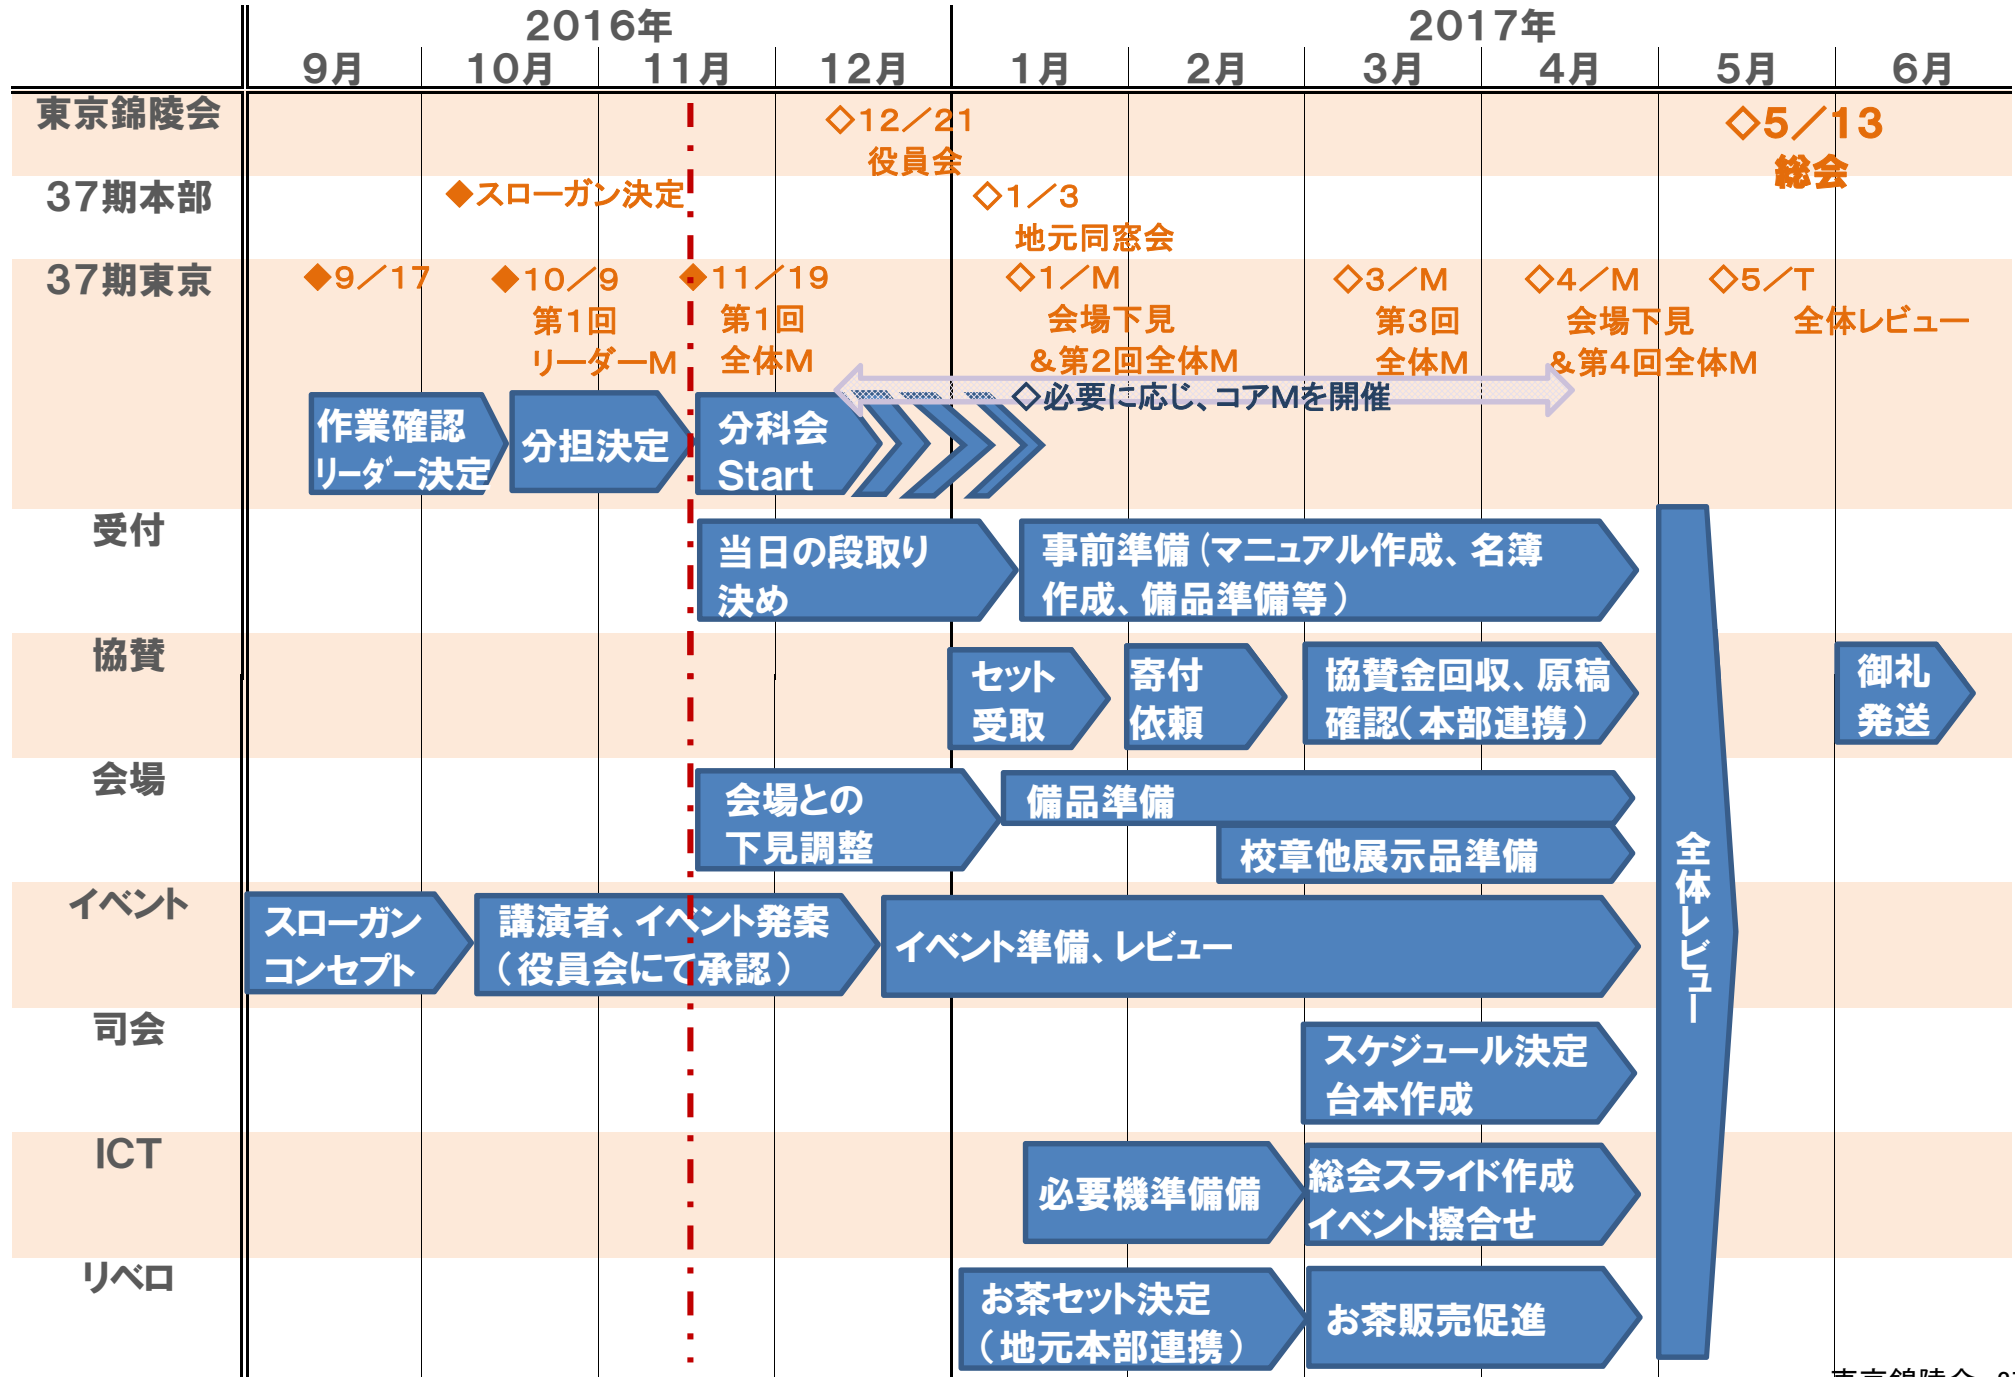 2016年
2017年
9月
10月
11月
12月
1月
2月
3月
4月
5月
6月
東京錦陵会
◇12／21
役員会
◇5／13
総会
37期本部
◆スローガン決定
◇1／3
地元同窓会
37期東京
◆9／17
◆10／9
第1回
リーダーM
◆11／19
第1回
全体M
◇1／M
会場下見
＆第2回全体M
◇3／M
第3回
全体M
◇4／M
会場下見
＆第4回全体M
◇5／T
全体レビュー
◇必要に応じ、コアMを開催
作業確認
リーダー決定
分担決定
分科会
Start
受付
当日の段取り
決め
事前準備（マニュアル作成、名簿
作成、備品準備等）
協賛
セット
受取
寄付
依頼
協賛金回収、原稿
確認（本部連携）
御礼
発送
会場
会場との
下見調整
備品準備
校章他展示品準備
全体レビュー
イベント
スローガン
コンセプト
講演者、イベント発案
（役員会にて承認）
イベント準備、レビュー
司会
スケジュール決定
台本作成
ICT
必要機準備備
総会スライド作成
イベント擦合せ
リベロ
お茶セット決定
（地元本部連携）
お茶販売促進